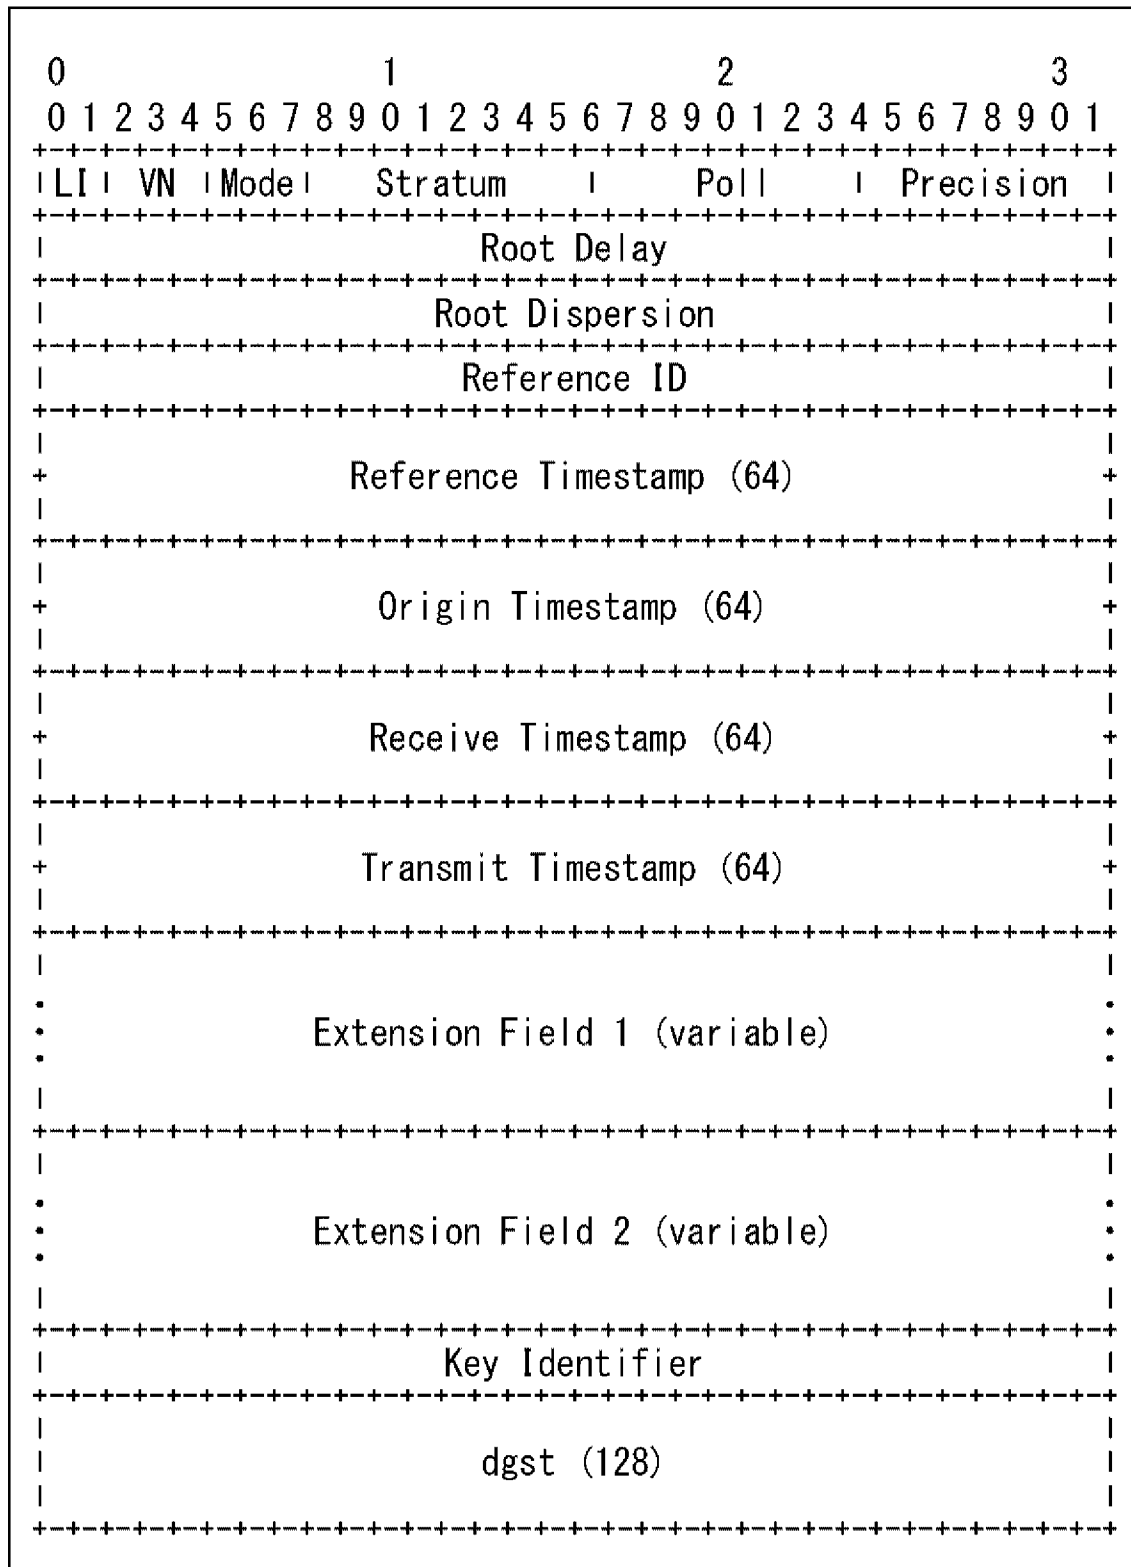 0 1 2 3
0 1 2 3 4 5 6 7 8 9 0 1 2 3 4 5 6 7 8 9 0 1 2 3 4 5 6 7 8 9 0 1
+-+-+-+-+-+-+-+-+-+-+-+-+-+-+-+-+-+-+-+-+-+-+-+-+-+-+-+-+-+-+-+-+
|LI| VN |Mode| Stratum | Poll | Precision |
+-+-+-+-+-+-+-+-+-+-+-+-+-+-+-+-+-+-+-+-+-+-+-+-+-+-+-+-+-+-+-+-+
| Root Delay |
+-+-+-+-+-+-+-+-+-+-+-+-+-+-+-+-+-+-+-+-+-+-+-+-+-+-+-+-+-+-+-+-+
| Root Dispersion |
+-+-+-+-+-+-+-+-+-+-+-+-+-+-+-+-+-+-+-+-+-+-+-+-+-+-+-+-+-+-+-+-+
| Reference ID |
+-+-+-+-+-+-+-+-+-+-+-+-+-+-+-+-+-+-+-+-+-+-+-+-+-+-+-+-+-+-+-+-+
| |
+ Reference Timestamp (64) +
| |
+-+-+-+-+-+-+-+-+-+-+-+-+-+-+-+-+-+-+-+-+-+-+-+-+-+-+-+-+-+-+-+-+
| |
+ Origin Timestamp (64) +
| |
+-+-+-+-+-+-+-+-+-+-+-+-+-+-+-+-+-+-+-+-+-+-+-+-+-+-+-+-+-+-+-+-+
| |
+ Receive Timestamp (64) +
| |
+-+-+-+-+-+-+-+-+-+-+-+-+-+-+-+-+-+-+-+-+-+-+-+-+-+-+-+-+-+-+-+-+
| |
+ Transmit Timestamp (64) +
| |
+-+-+-+-+-+-+-+-+-+-+-+-+-+-+-+-+-+-+-+-+-+-+-+-+-+-+-+-+-+-+-+-+
| |
. .
. Extension Field 1 (variable) .
. .
| |
+-+-+-+-+-+-+-+-+-+-+-+-+-+-+-+-+-+-+-+-+-+-+-+-+-+-+-+-+-+-+-+-+
| |
. .
. Extension Field 2 (variable) .
. .
| |
+-+-+-+-+-+-+-+-+-+-+-+-+-+-+-+-+-+-+-+-+-+-+-+-+-+-+-+-+-+-+-+-+
| Key Identifier |
+-+-+-+-+-+-+-+-+-+-+-+-+-+-+-+-+-+-+-+-+-+-+-+-+-+-+-+-+-+-+-+-+
| |
| dgst (128) |
| |
+-+-+-+-+-+-+-+-+-+-+-+-+-+-+-+-+-+-+-+-+-+-+-+-+-+-+-+-+-+-+-+-+